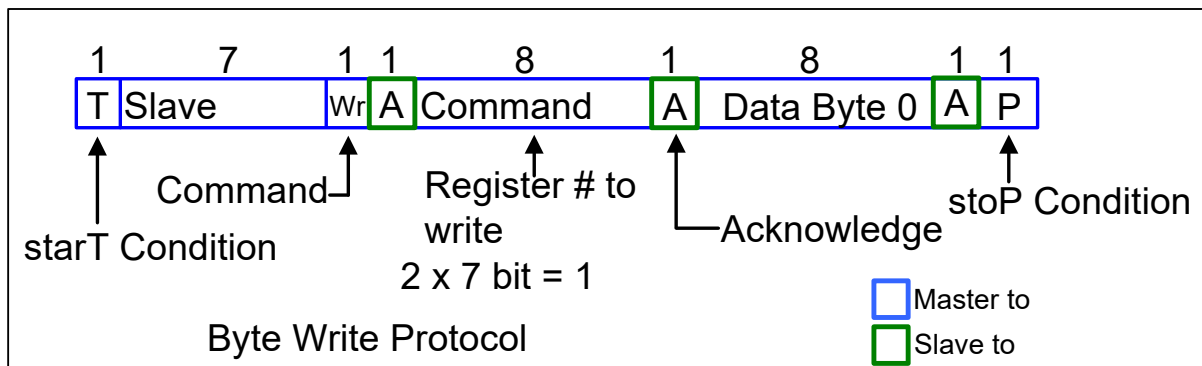 1 7 1 1 8 1 8 1 1
T Slave Wr A Command A Data Byte 0 A P
Command
Register # to
write
2 x 7 bit = 1
Acknowledge
stoP Condition
starT Condition
Byte Write Protocol
Master to
Slave to